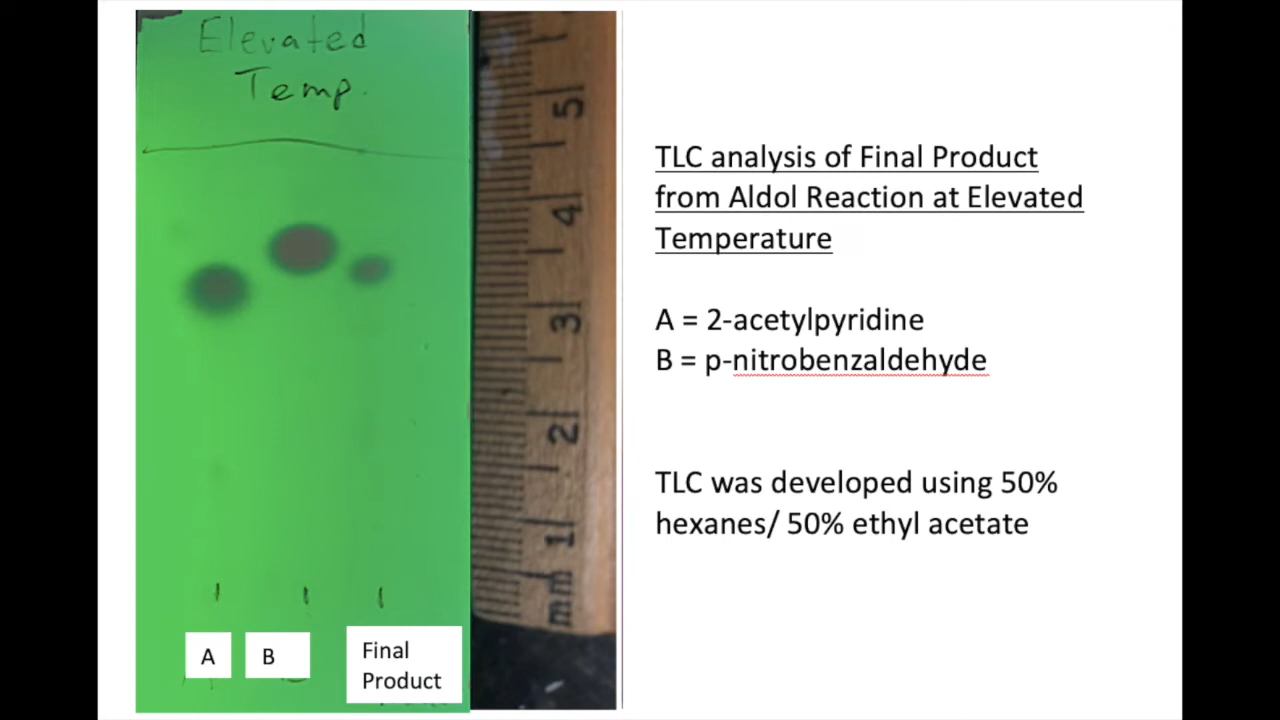 Elevated
Temp.
A
B
Final
Product
5
4
3
2
1
mm
TLC analysis of Final Product
from Aldol Reaction at Elevated
Temperature
A = 2-acetylpyridine
B = p-nitrobenzaldehyde
TLC was developed using 50%
hexanes/ 50% ethyl acetate